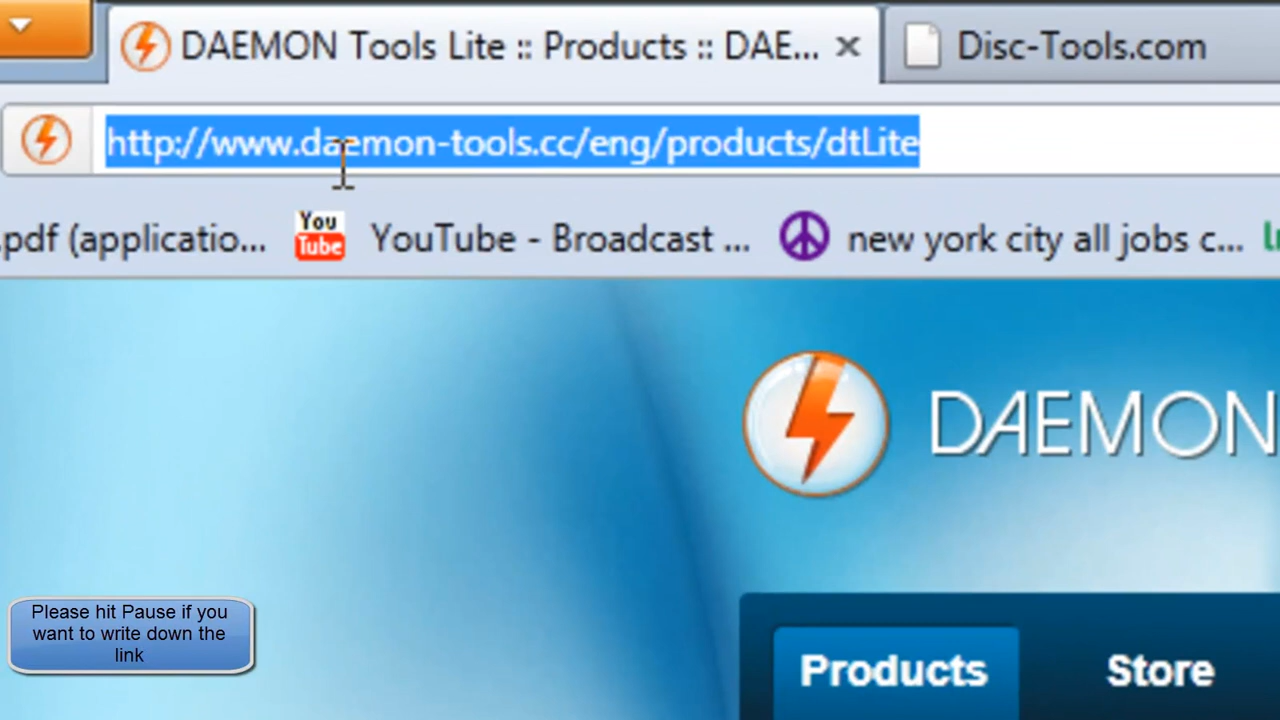 DAEMON Tools Lite :: Products :: DAE...
Disc-Tools.com
http://www.daemon-tools.cc/eng/products/dtLite
.pdf (applicatio...
You
Tube
YouTube - Broadcast ...
new york city all jobs c...
DAEMON
Please hit Pause if you
want to write down the
link
Products
Store